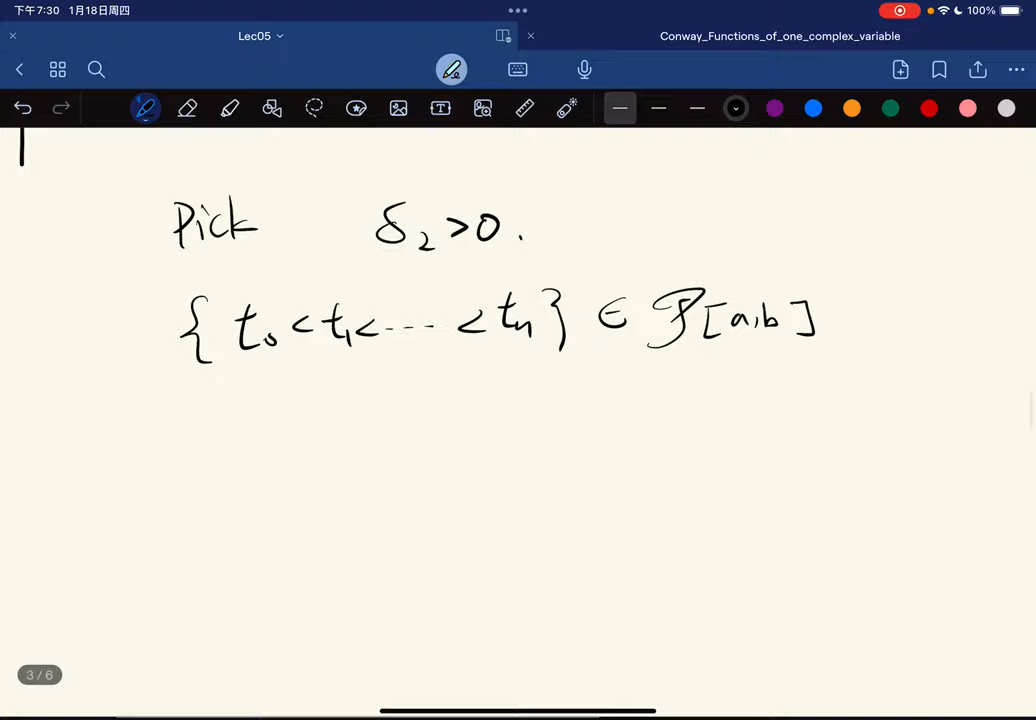 下午7:30 1月18日周四
100%
Lec05
Conway_Functions_of_one_complex_variable
Pick δ₂>0.
{ t₀<t₁<⋯<tₙ} ∈ 𝒫[a,b]
3 / 6